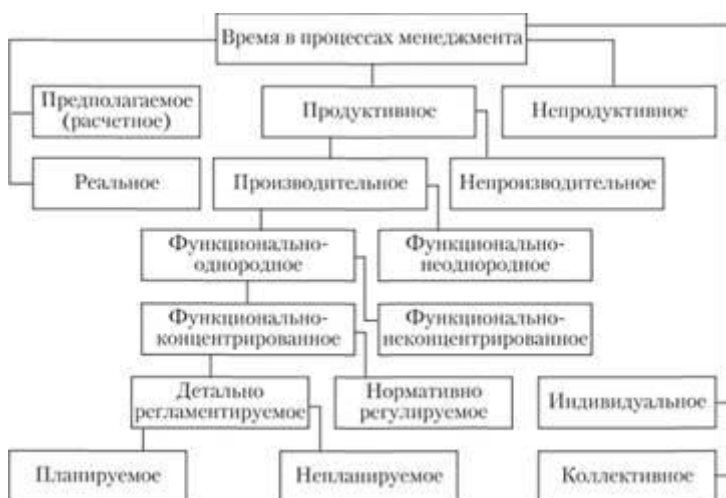 Время в процессах менеджмента
Предполагаемое
(расчетное)
Продуктивное
Непродуктивное
Реальное
Производительное
Непроизводительное
Функционально-
однородное
Функционально-
неоднородное
Функционально-
концентрированное
Функционально-
неконцентрированное
Детально
регламентируемое
Нормативно
регулируемое
Индивидуальное
Планируемое
Непланируемое
Коллективное